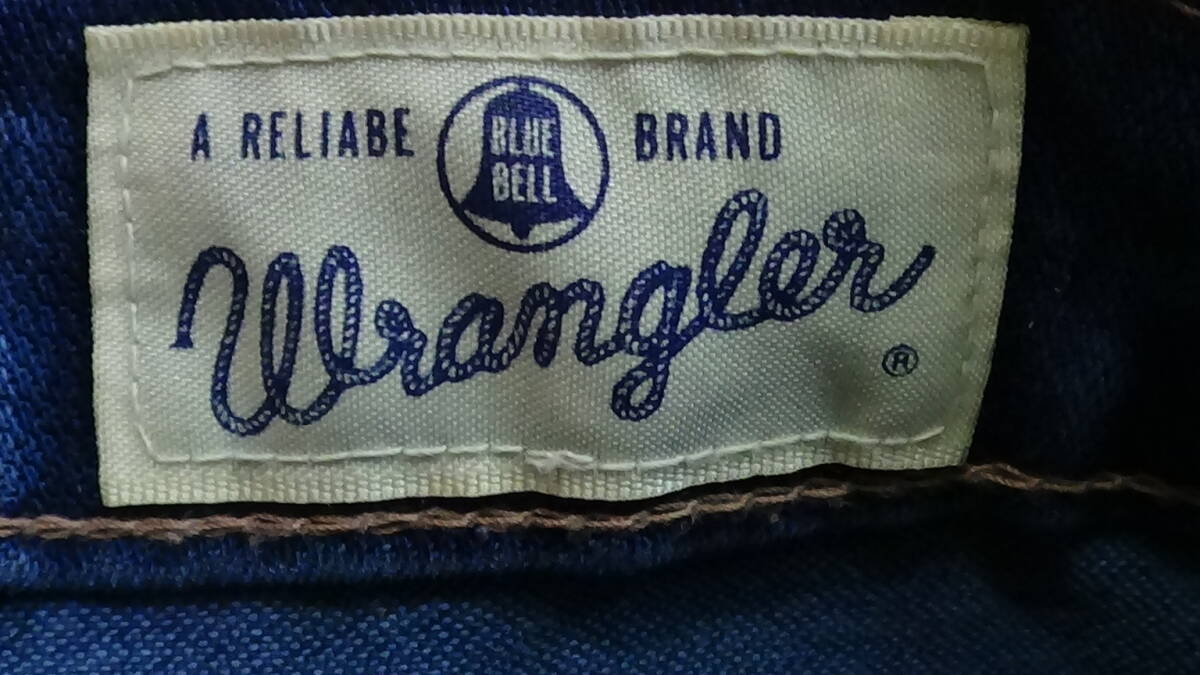 A RELIABE BLUE BELL BRAND
Wrangler
®